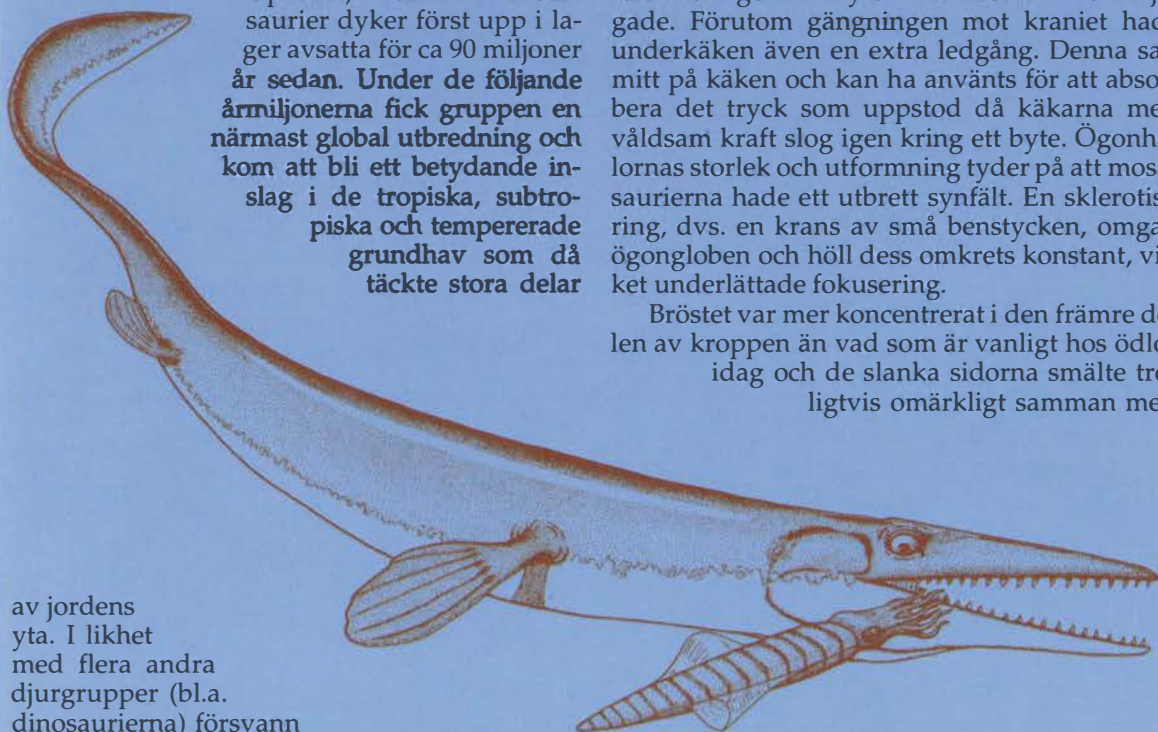 saurier dyker först upp i la-
ger avsatta för ca 90 miljoner
år sedan. Under de följande
årmiljonerna fick gruppen en
närmast global utbredning och
kom att bli ett betydande in-
slag i de tropiska, subtro-
piska och tempererade
grundhav som då
täckte stora delar
av jordens
yta. I likhet
med flera andra
djurgrupper (bl.a.
dinosaurierna) försvann
gade. Förutom gängningen mot kraniet had
underkäken även en extra ledgång. Denna sa
mitt på käken och kan ha använts för att abso
bera det tryck som uppstod då käkarna me
våldsam kraft slog igen kring ett byte. Ögonh
lornas storlek och utformning tyder på att mos
saurierna hade ett utbrett synfält. En sklerotis
ring, dvs. en krans av små benstycken, omga
ögongloben och höll dess omkrets konstant, vi
ket underlättade fokusering.
Bröstet var mer koncentrerat i den främre de
len av kroppen än vad som är vanligt hos ödlo
idag och de slanka sidorna smälte tro
ligtvis omärkligt samman me